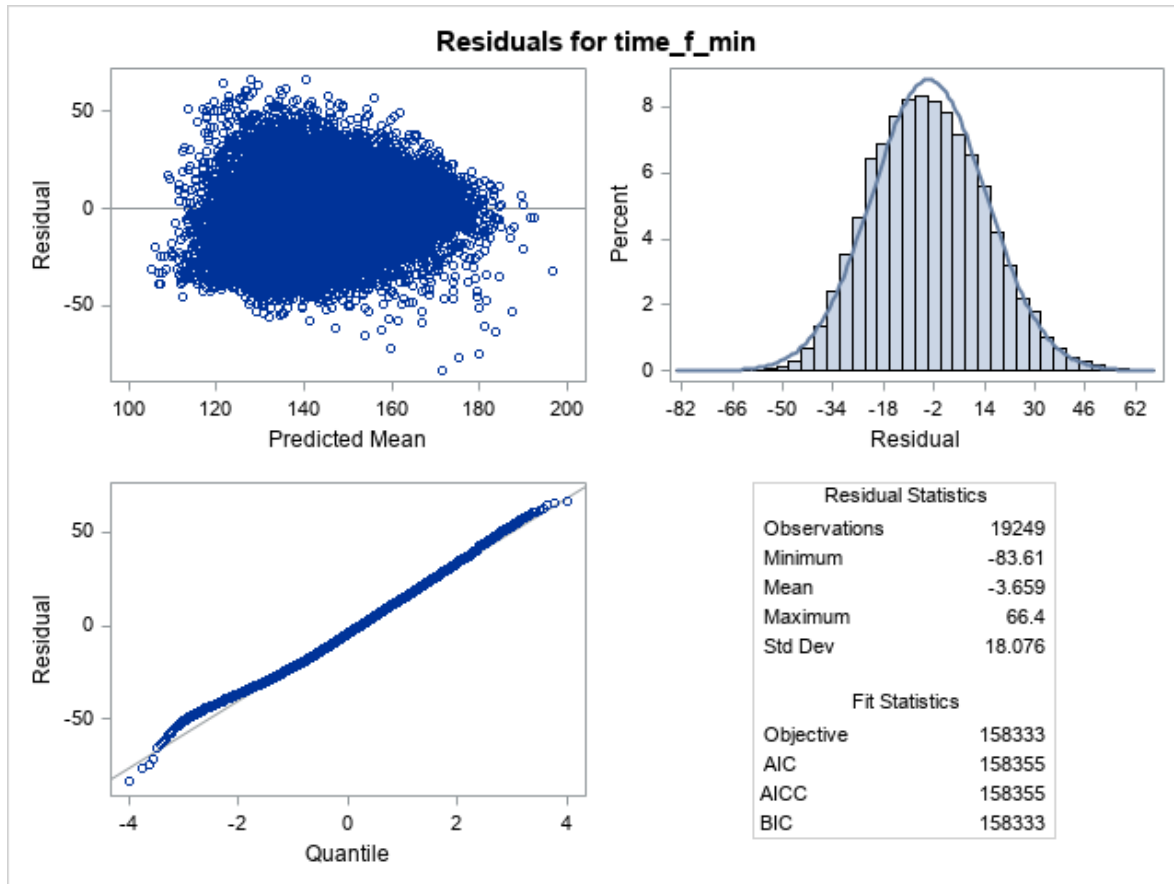 Residuals for time_f_min
50
0
-50
Residual
100 120 140 160 180 200
Predicted Mean
8
6
4
2
0
Percent
-82 -66 -50 -34 -18 -2 14 30 46 62
Residual
50
0
-50
Residual
-4 -2 0 2 4
Quantile
Residual Statistics
Observations 19249
Minimum -83.61
Mean -3.659
Maximum 66.4
Std Dev 18.076
Fit Statistics
Objective 158333
AIC 158355
AICC 158355
BIC 158333